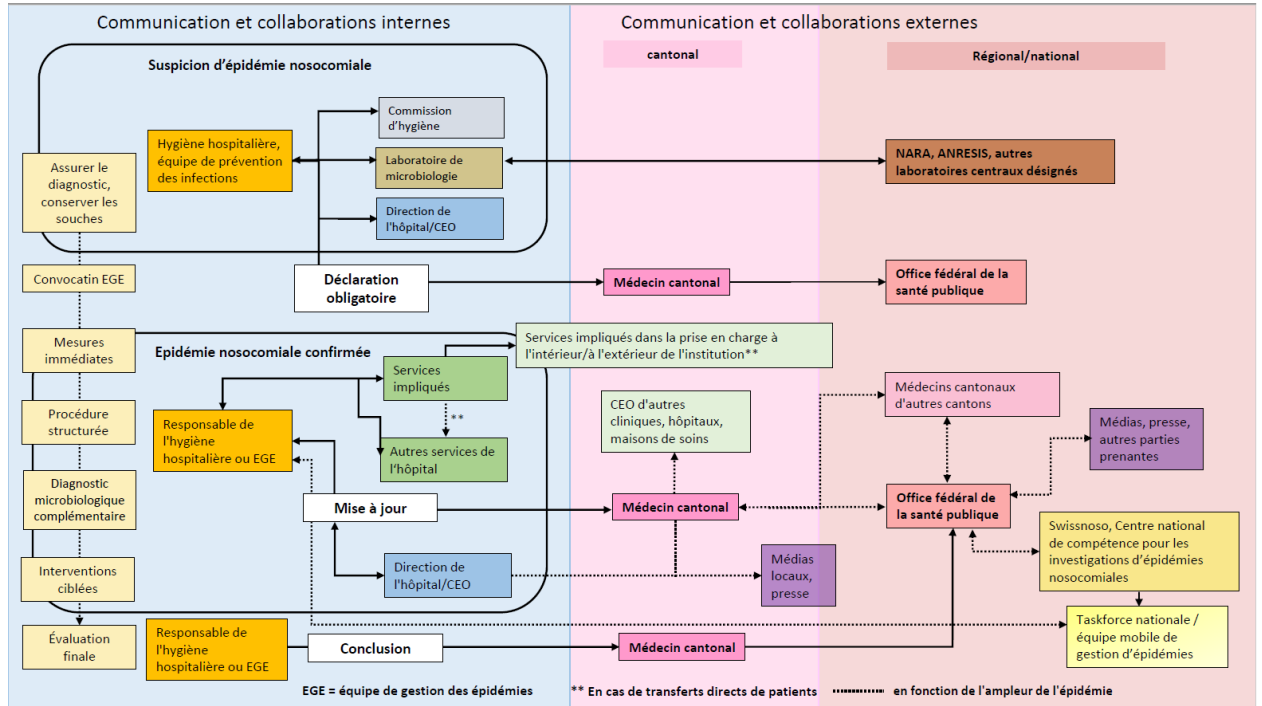 Communication et collaborations internes
Communication et collaborations externes
cantonal
Régional/national
Suspicion d'épidémie nosocomiale
Commission
d'hygiène
Hygiène hospitalière,
équipe de prévention
des infections
Laboratoire de
microbiologie
NARA, ANRESIS, autres
laboratoires centraux désignés
Assurer le
diagnostic,
conserver les
souches
Direction de
l'hôpital/CEO
Convocatin EGE
Déclaration
obligatoire
Médecin cantonal
Office fédéral de la
santé publique
Mesures
immédiates
Epidémie nosocomiale confirmée
Services impliqués dans la prise en charge à
l'intérieur/à l'extérieur de l'institution**
Services
impliqués
**
Procédure
structurée
Responsable de
l'hygiène
hospitalière ou EGE
Autres services de
l'hôpital
CEO d'autres
cliniques, hôpitaux,
maisons de soins
Médecins cantonaux
d'autres cantons
Médias, presse,
autres parties
prenantes
Diagnostic
microbiologique
complémentaire
Mise à jour
Médecin cantonal
Office fédéral de
la santé publique
Swissnoso, Centre national
de compétence pour les
investigations d'épidémies
nosocomiales
Interventions
ciblées
Direction de
l'hôpital/CEO
Médias
locaux,
presse
Taskforce nationale /
équipe mobile de
gestion d'épidémies
Évaluation
finale
Responsable de
l'hygiène
hospitalière ou EGE
Conclusion
Médecin cantonal
EGE = équipe de gestion des épidémies
** En cas de transferts directs de patients
en fonction de l'ampleur de l'épidémie